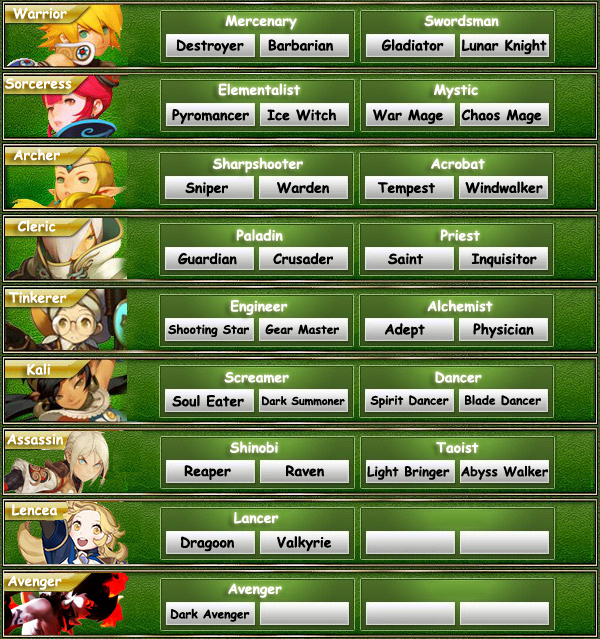 Warrior
Mercenary Swordsman
Destroyer Barbarian Gladiator Lunar Knight
Sorceress
Elementalist Mystic
Pyromancer Ice Witch War Mage Chaos Mage
Archer
Sharpshooter Acrobat
Sniper Warden Tempest Windwalker
Cleric
Paladin Priest
Guardian Crusader Saint Inquisitor
Tinkerer
Engineer Alchemist
Shooting Star Gear Master Adept Physician
Kali
Screamer Dancer
Soul Eater Dark Summoner Spirit Dancer Blade Dancer
Assassin
Shinobi Taoist
Reaper Raven Light Bringer Abyss Walker
Lencea
Lancer
Dragoon Valkyrie
Avenger
Avenger
Dark Avenger